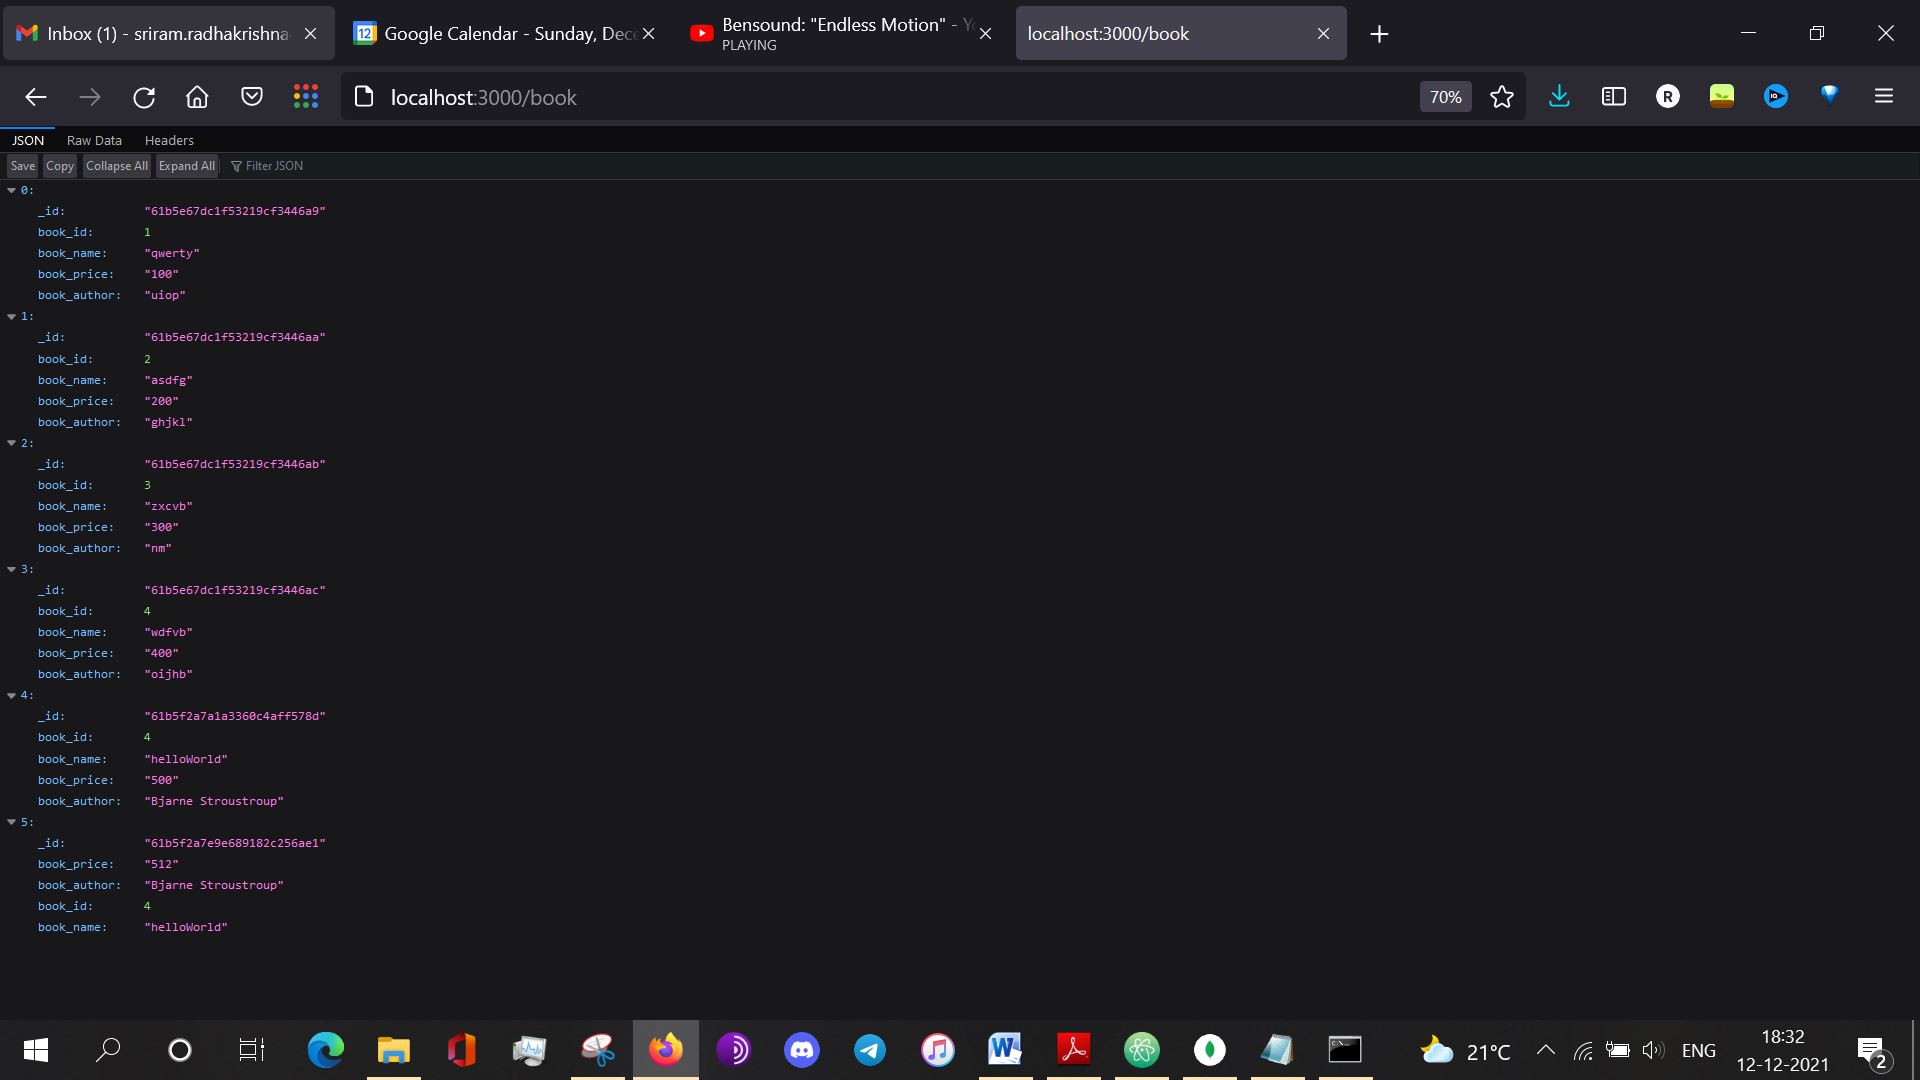 Inbox (1) - sriram.radhakrishna
Google Calendar - Sunday, Dec
Bensound: "Endless Motion" - Y
PLAYING
localhost:3000/book
localhost:3000/book
70%
JSON Raw Data Headers
Save Copy Collapse All Expand All Filter JSON
0:
_id: "61b5e67dc1f53219cf3446a9"
book_id: 1
book_name: "qwerty"
book_price: "100"
book_author: "uiop"
1:
_id: "61b5e67dc1f53219cf3446aa"
book_id: 2
book_name: "asdfg"
book_price: "200"
book_author: "ghjkl"
2:
_id: "61b5e67dc1f53219cf3446ab"
book_id: 3
book_name: "zxcvb"
book_price: "300"
book_author: "nm"
3:
_id: "61b5e67dc1f53219cf3446ac"
book_id: 4
book_name: "wdfvb"
book_price: "400"
book_author: "oijhb"
4:
_id: "61b5f2a7a1a3360c4aff578d"
book_id: 4
book_name: "helloWorld"
book_price: "500"
book_author: "Bjarne Stroustroup"
5:
_id: "61b5f2a7e9e689182c256ae1"
book_price: "512"
book_author: "Bjarne Stroustroup"
book_id: 4
book_name: "helloWorld"
21°C
ENG
18:32
12-12-2021
2